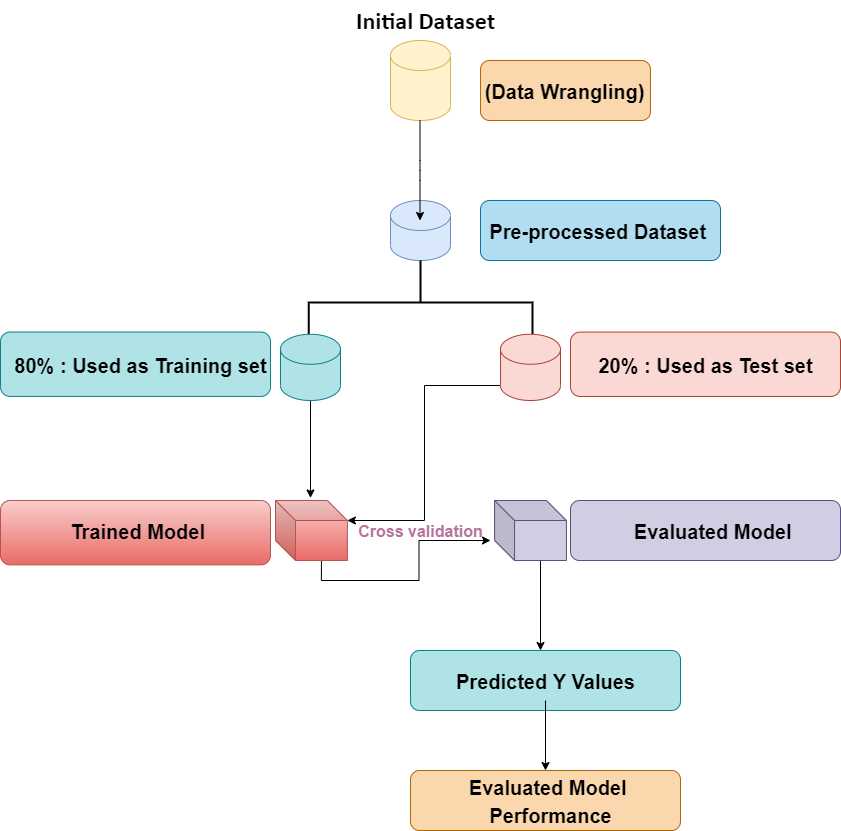 Initial Dataset
(Data Wrangling)
Pre-processed Dataset
80% : Used as Training set
20% : Used as Test set
Trained Model
Cross validation
Evaluated Model
Predicted Y Values
Evaluated Model
Performance